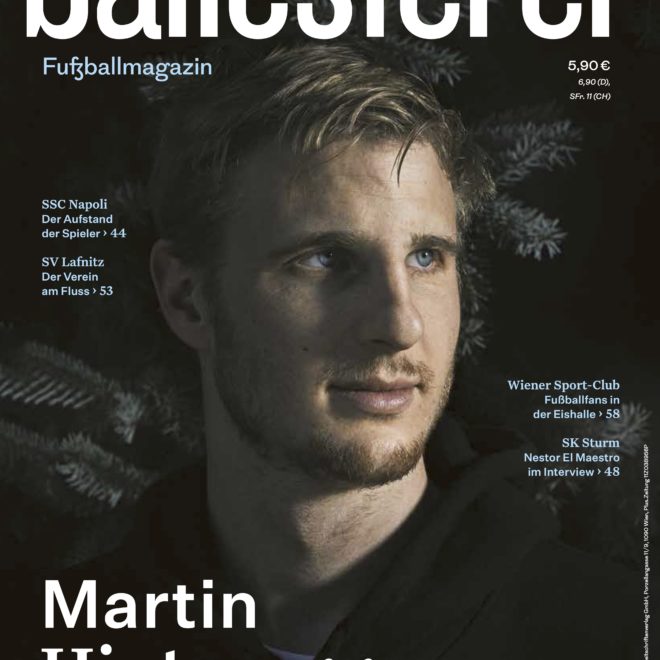 ballesterer
Fußballmagazin
5,90 €
6,90 (D),
SFr. 11 (CH)
SSC Napoli
Der Aufstand
der Spieler › 44
SV Lafnitz
Der Verein
am Fluss › 53
Wiener Sport-Club
Fußballfans in
der Eishalle › 58
SK Sturm
Nestor El Maestro
im Interview › 48
Martin